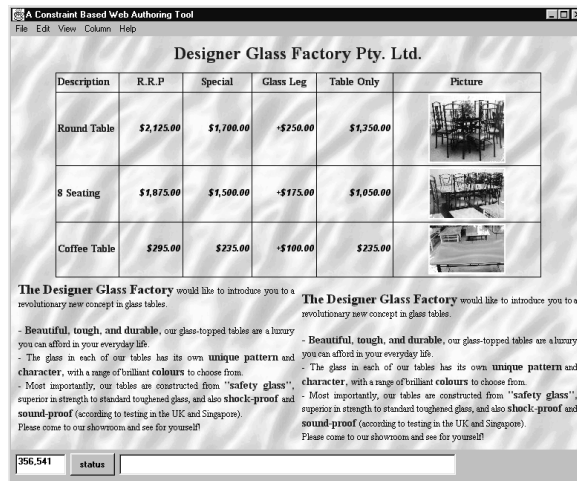 A Constraint Based Web Authoring Tool
File Edit View Column Help
Designer Glass Factory Pty. Ltd.
Description R.R.P Special Glass Leg Table Only Picture
Round Table $2,125.00 $1,700.00 +$250.00 $1,350.00
8 Seating $1,875.00 $1,500.00 +$175.00 $1,050.00
Coffee Table $295.00 $235.00 +$100.00 $235.00
The Designer Glass Factory would like to introduce you to a
revolutionary new concept in glass tables.
- Beautiful, tough, and durable, our glass-topped tables are a luxury
you can afford in your everyday life.
- The glass in each of our tables has its own unique pattern and
character, with a range of brilliant colours to choose from.
- Most importantly, our tables are constructed from "safety glass",
superior in strength to standard toughened glass, and also shock-proof and
sound-proof (according to testing in the UK and Singapore).
Please come to our showroom and see for yourself!
The Designer Glass Factory would like to introduce you to a
revolutionary new concept in glass tables.
- Beautiful, tough, and durable, our glass-topped tables are a luxury
you can afford in your everyday life.
- The glass in each of our tables has its own unique pattern and
character, with a range of brilliant colours to choose from.
- Most importantly, our tables are constructed from "safety glass",
superior in strength to standard toughened glass, and also shock-proof and
sound-proof (according to testing in the UK and Singapore).
Please come to our showroom and see for yourself!
356,541 status